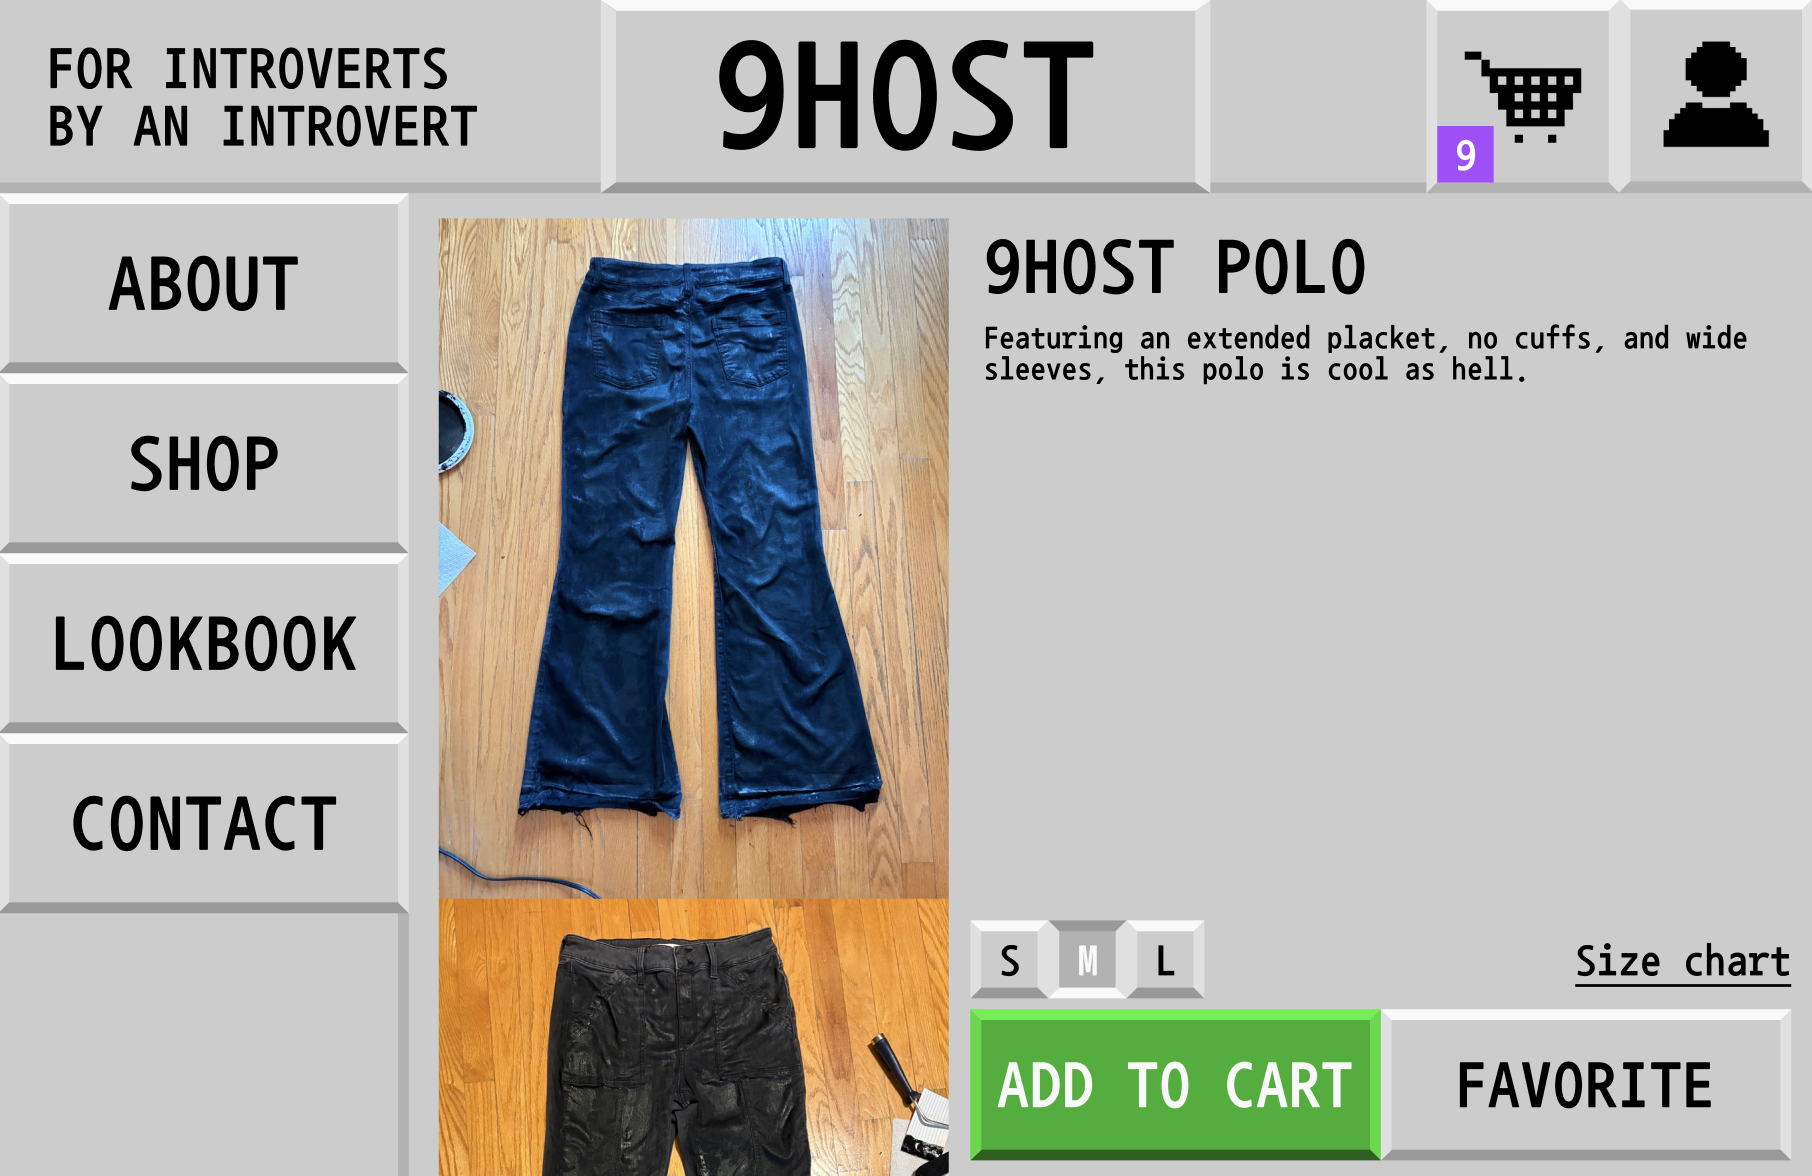 FOR INTROVERTS
BY AN INTROVERT
9HOST
9
ABOUT
SHOP
LOOKBOOK
CONTACT
9HOST POLO
Featuring an extended placket, no cuffs, and wide
sleeves, this polo is cool as hell.
S M L
Size chart
ADD TO CART
FAVORITE